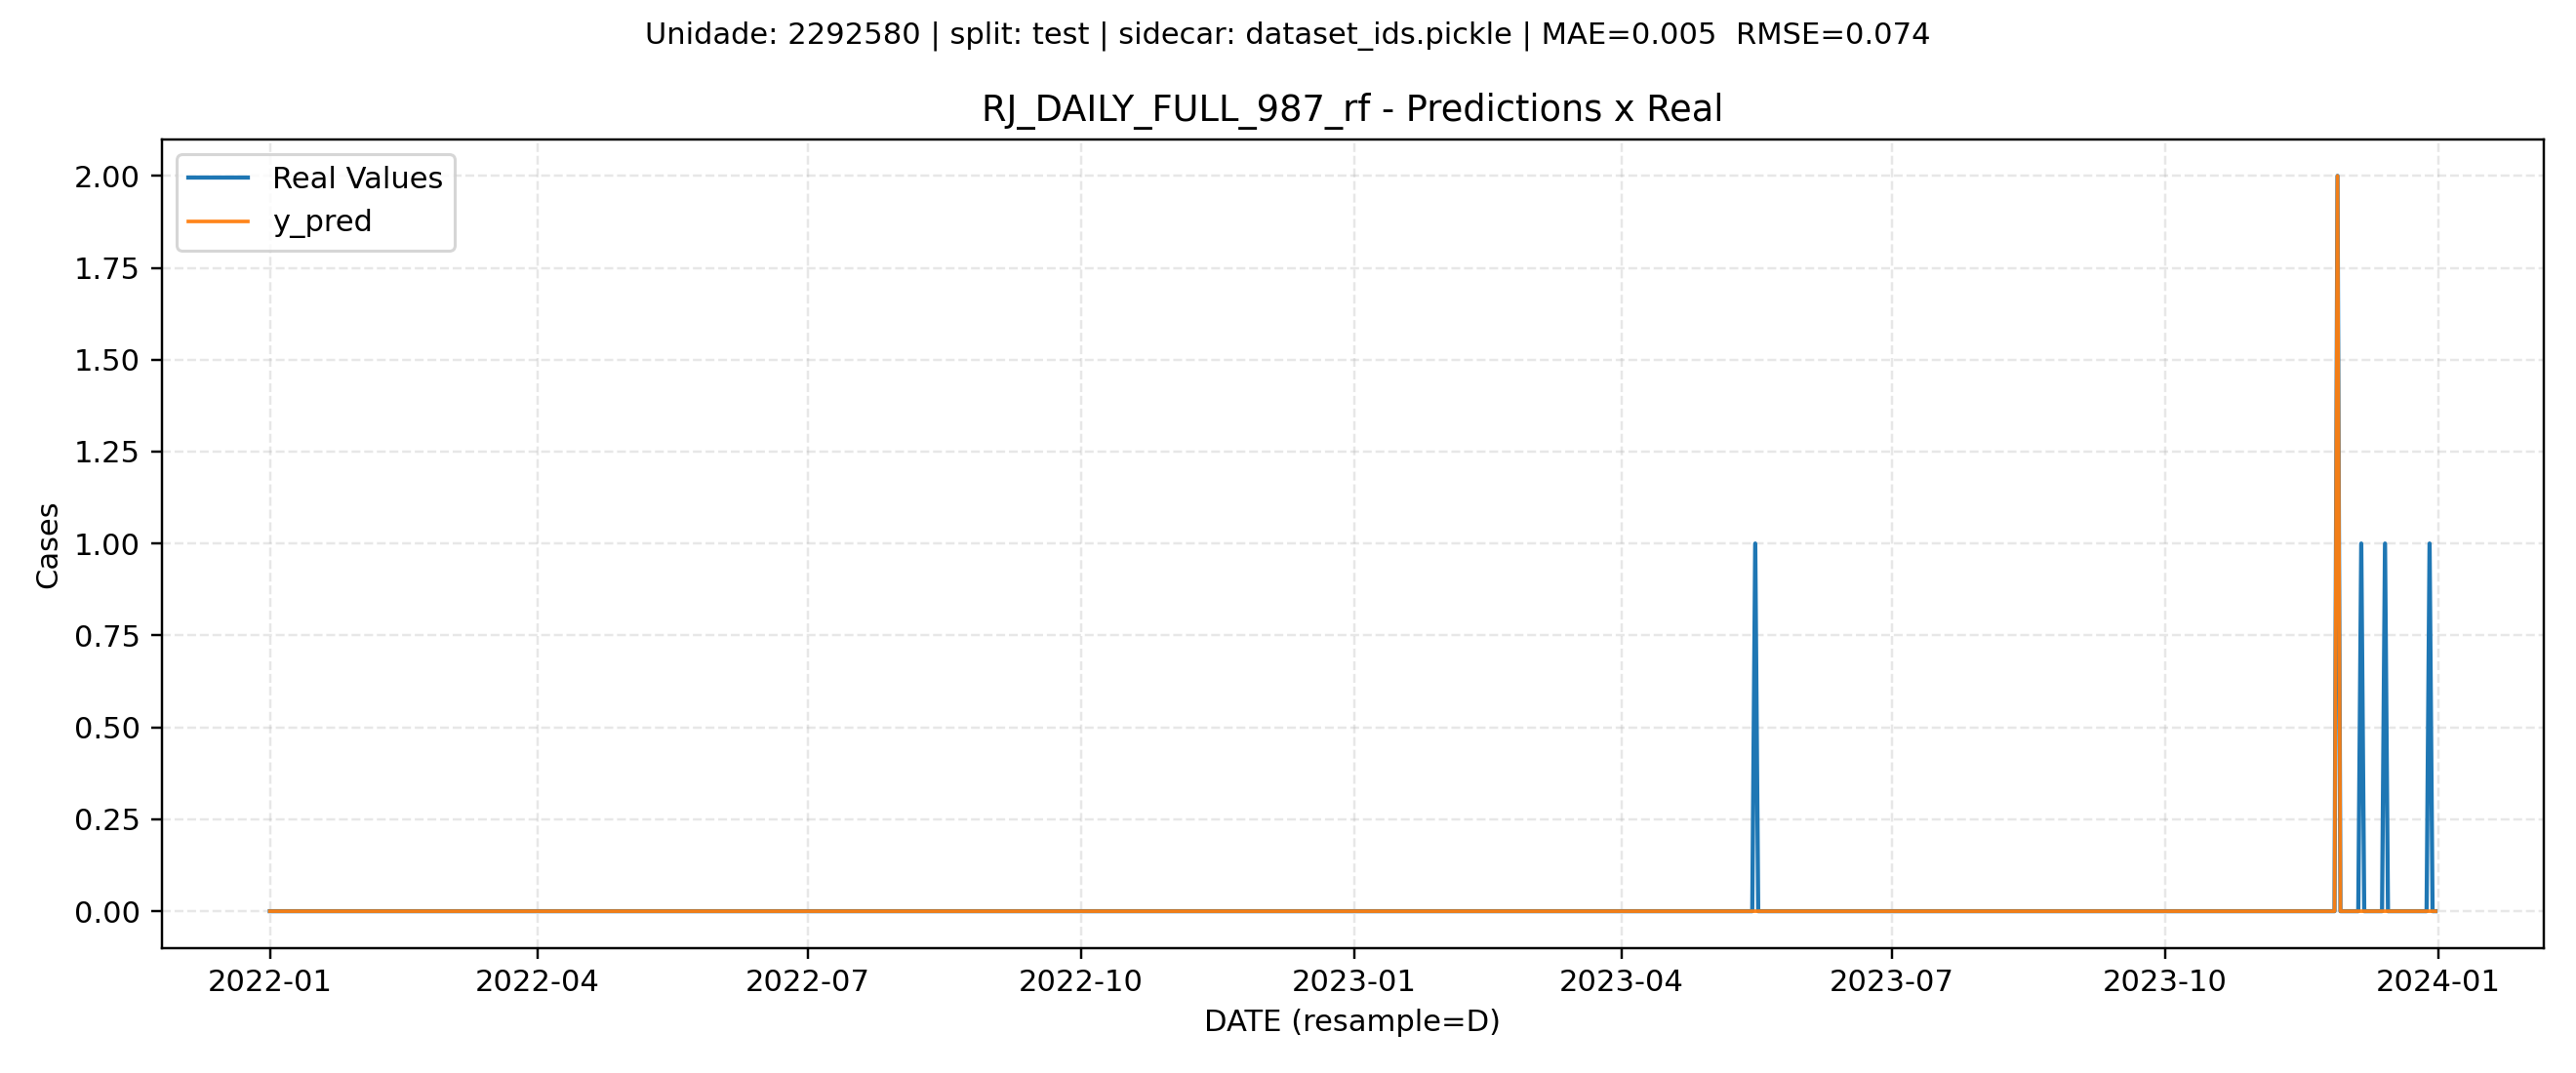 Unidade: 2292580 | split: test | sidecar: dataset_ids.pickle | MAE=0.005  RMSE=0.074
RJ_DAILY_FULL_987_rf - Predictions x Real
Real Values
y_pred
2.00
1.75
1.50
1.25
1.00
0.75
0.50
0.25
0.00
Cases
2022-01 2022-04 2022-07 2022-10 2023-01 2023-04 2023-07 2023-10 2024-01
DATE (resample=D)